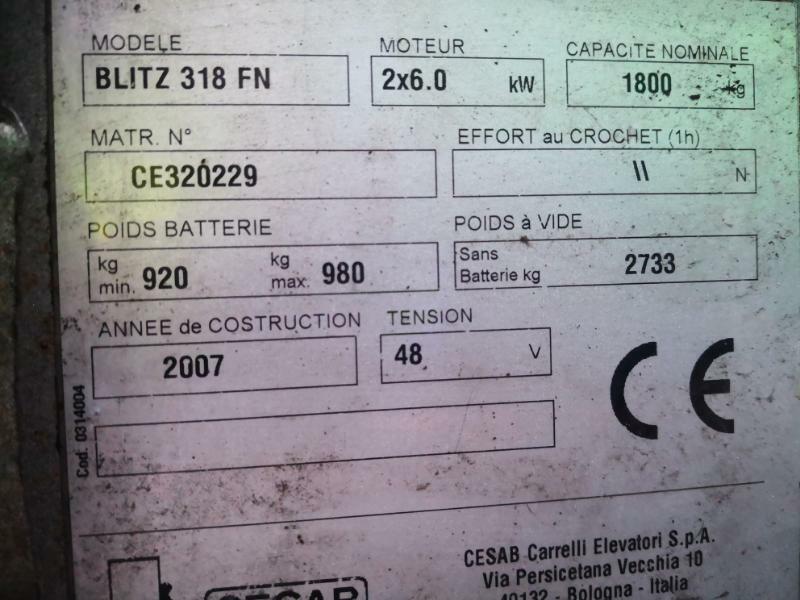 MODELE MOTEUR CAPACITE NOMINALE
BLITZ 318 FN 2x6.0 kW 1800 kg
MATR. N° EFFORT au CROCHET (1h)
CE320229 \\ N
POIDS BATTERIE POIDS à VIDE
kg min. 920 kg max. 980 Sans Batterie kg 2733
ANNEE de COSTRUCTION TENSION
2007 48 V
CE
Cod. 0314004
CESAB Carrelli Elevatori S.p.A.
Via Persicetana Vecchia 10
40132 - Bologna - Italia
CESAB